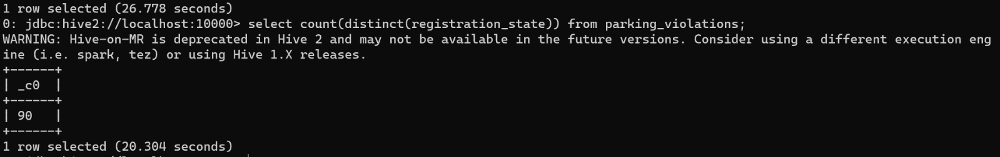 1 row selected (26.778 seconds)
0: jdbc:hive2://localhost:10000> select count(distinct(registration_state)) from parking_violations;
WARNING: Hive-on-MR is deprecated in Hive 2 and may not be available in the future versions. Consider using a different execution eng
ine (i.e. spark, tez) or using Hive 1.X releases.
+------+
| _c0  |
+------+
| 90   |
+------+
1 row selected (20.304 seconds)